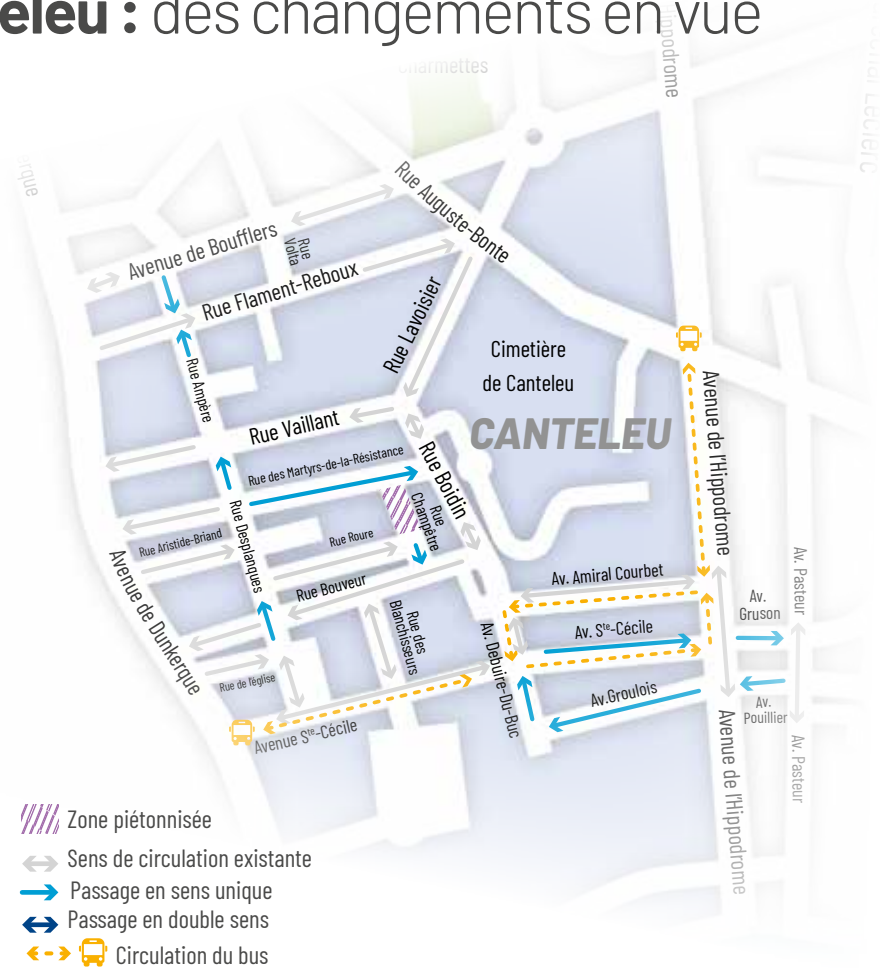 eleu : des changements en vue
Charmettes
Hippodrome
Rue Auguste-Bonte
Avenue de Boufflers
Rue
Volta
Rue Flament-Reboux
Rue Lavoisier
Cimetière
de Canteleu
CANTELEU
Rue Ampère
Avenue de l'Hippodrome
Rue Vaillant
Rue Boidin
Rue des Martyrs-de-la-Résistance
Rue
Champêtre
Rue Desplanques
Rue Aristide-Briand
Rue Roure
Avenue de Dunkerque
Rue Bouveur
Av. Amiral Courbet
Av. Pasteur
Av.
Gruson
Rue des
Blanchisseurs
Av. Debuire-Du-Buc
Av. Ste-Cécile
Rue de l'église
Av.Groulois
Av.
Pouillier
Avenue Ste-Cécile
Avenue de l'Hippodrome
Av. Pasteur
Zone piétonnisée
Sens de circulation existante
Passage en sens unique
Passage en double sens
Circulation du bus